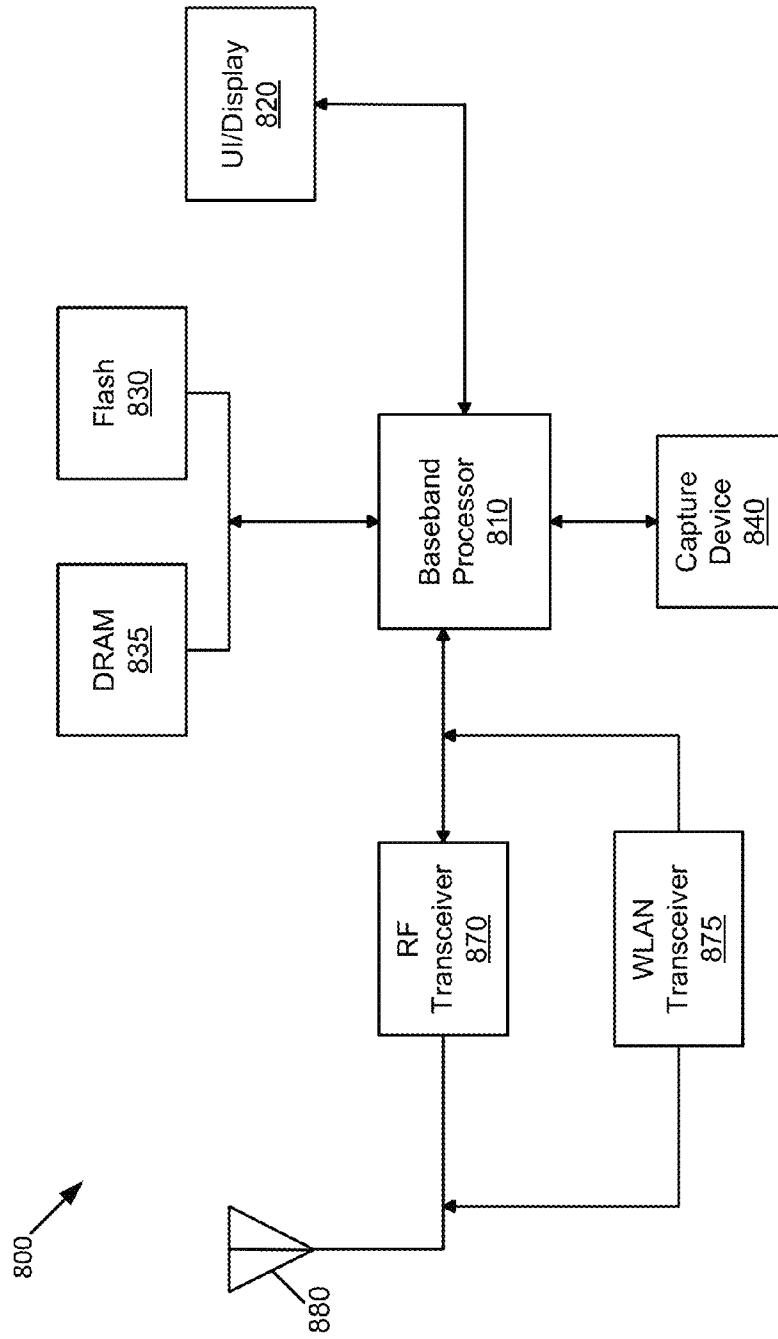 800
880
DRAM
835
Flash
830
UI/Display
820
RF
Transceiver
870
Baseband
Processor
810
WLAN
Transceiver
875
Capture
Device
840